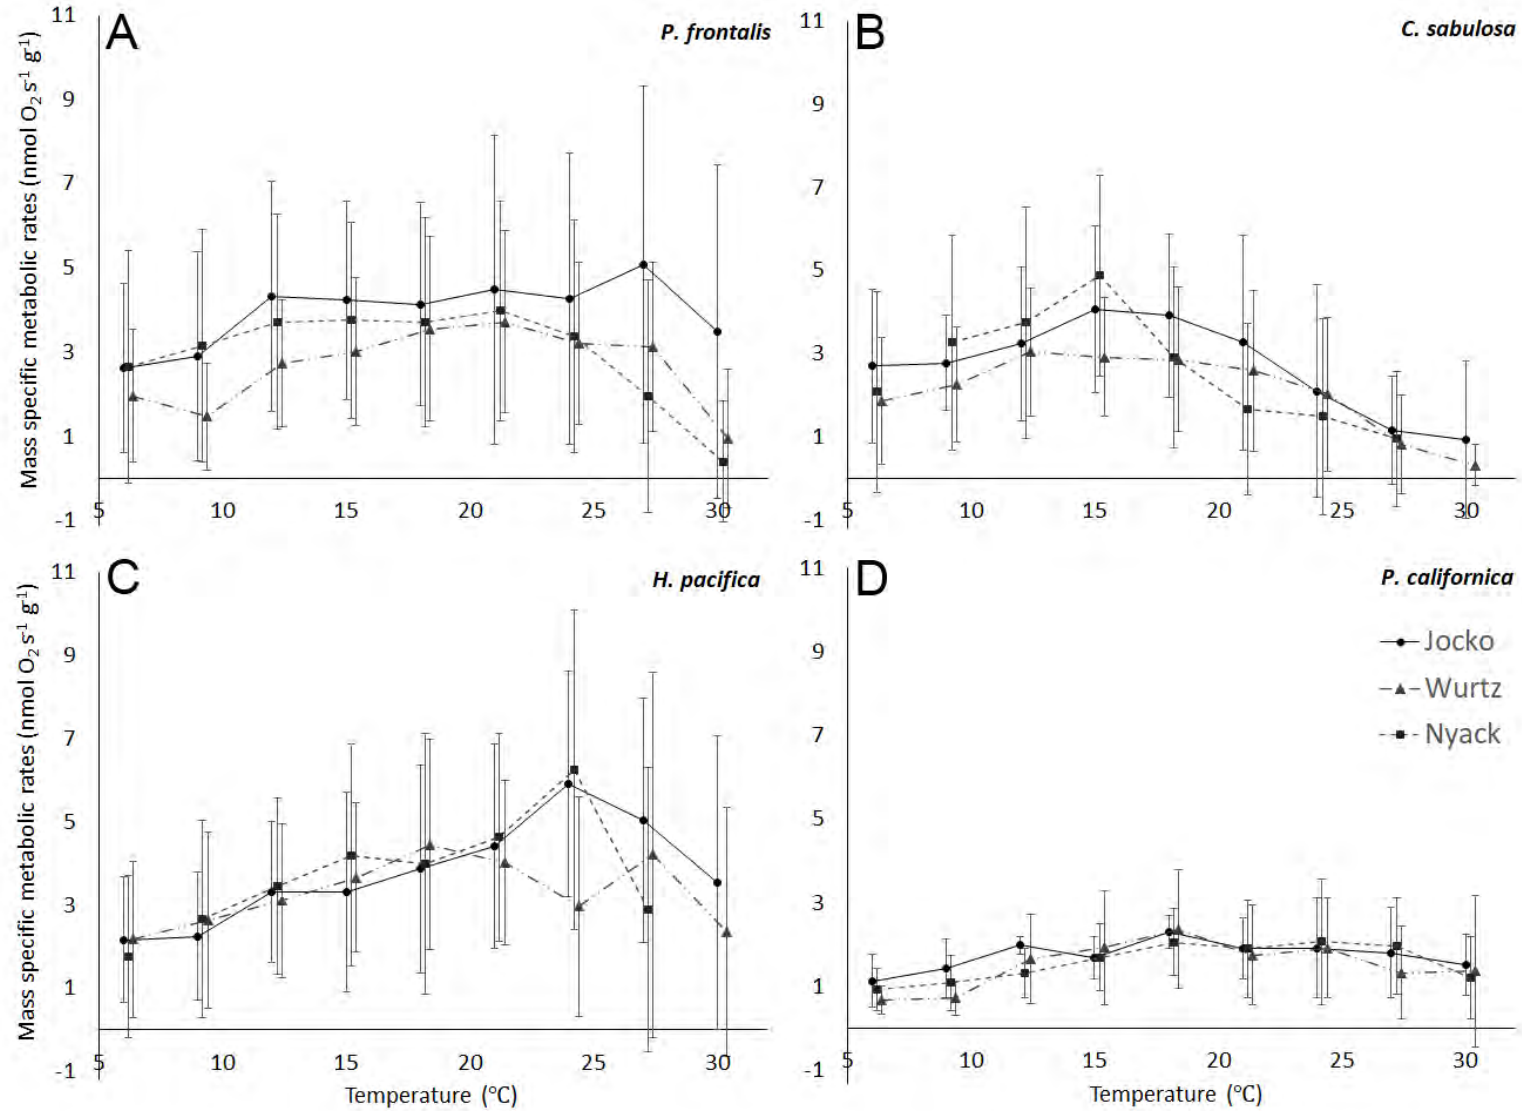 A
P. frontalis
Mass specific metabolic rates (nmol O₂ s⁻¹ g⁻¹)
11
9
7
5
3
1
-1
5 10 15 20 25 30
B
C. sabulosa
11
9
7
5
3
1
-1
5 10 15 20 25 30
C
H. pacifica
Mass specific metabolic rates (nmol O₂ s⁻¹ g⁻¹)
11
9
7
5
3
1
-1
5 10 15 20 25 30
Temperature (°C)
D
P. californica
Jocko
Wurtz
Nyack
11
9
7
5
3
1
-1
5 10 15 20 25 30
Temperature (°C)